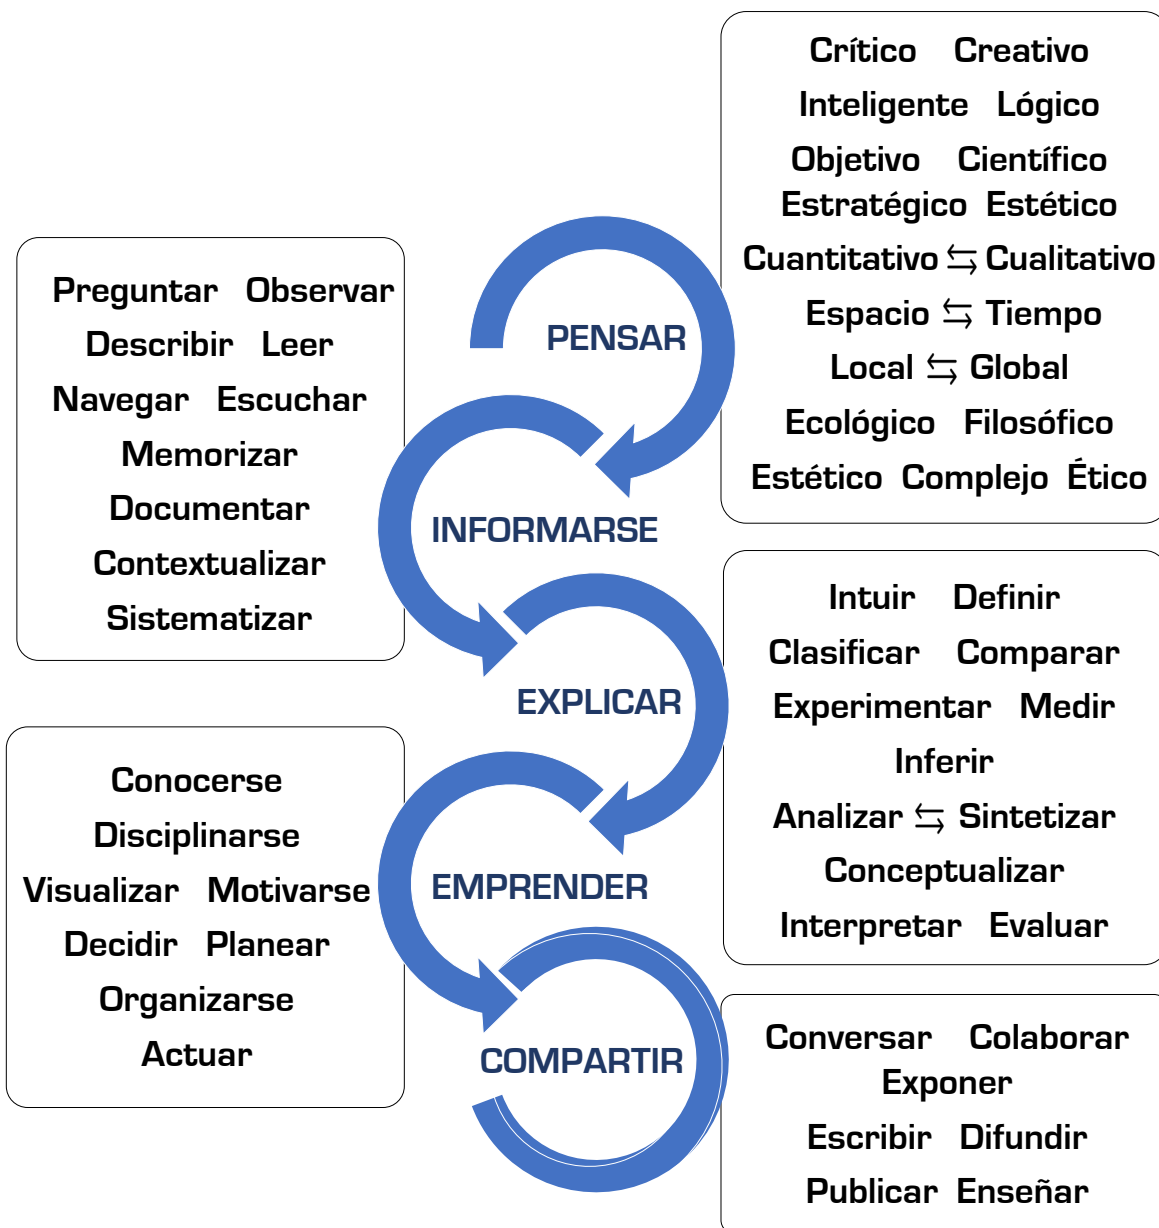 Crítico Creativo
Inteligente Lógico
Objetivo Científico
Estratégico Estético
Cuantitativo ⇆ Cualitativo
Espacio ⇆ Tiempo
Local ⇆ Global
Ecológico Filosófico
Estético Complejo Ético
PENSAR
Preguntar Observar
Describir Leer
Navegar Escuchar
Memorizar
Documentar
Contextualizar
Sistematizar
INFORMARSE
Intuir Definir
Clasificar Comparar
Experimentar Medir
Inferir
Analizar ⇆ Sintetizar
Conceptualizar
Interpretar Evaluar
EXPLICAR
Conocerse
Disciplinarse
Visualizar Motivarse
Decidir Planear
Organizarse
Actuar
EMPRENDER
COMPARTIR
Conversar Colaborar
Exponer
Escribir Difundir
Publicar Enseñar